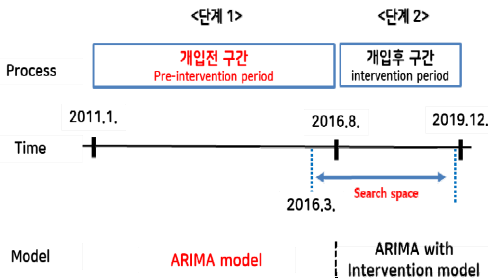 <단계 1>
<단계 2>
Process
개입전 구간
Pre-intervention period
개입후 구간
intervention period
2011.1.
2016.8.
2019.12.
Time
2016.3.
Search space
Model
ARIMA model
ARIMA with
Intervention model